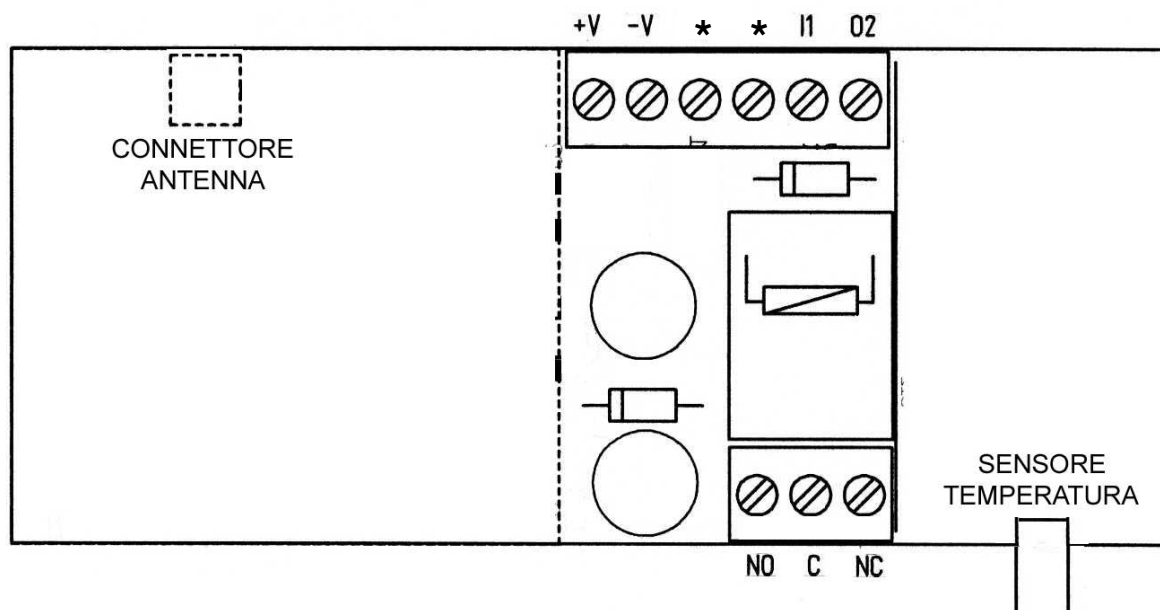 +V -V * * I1 O2
CONNETTORE
ANTENNA
SENSORE
TEMPERATURA
NO C NC